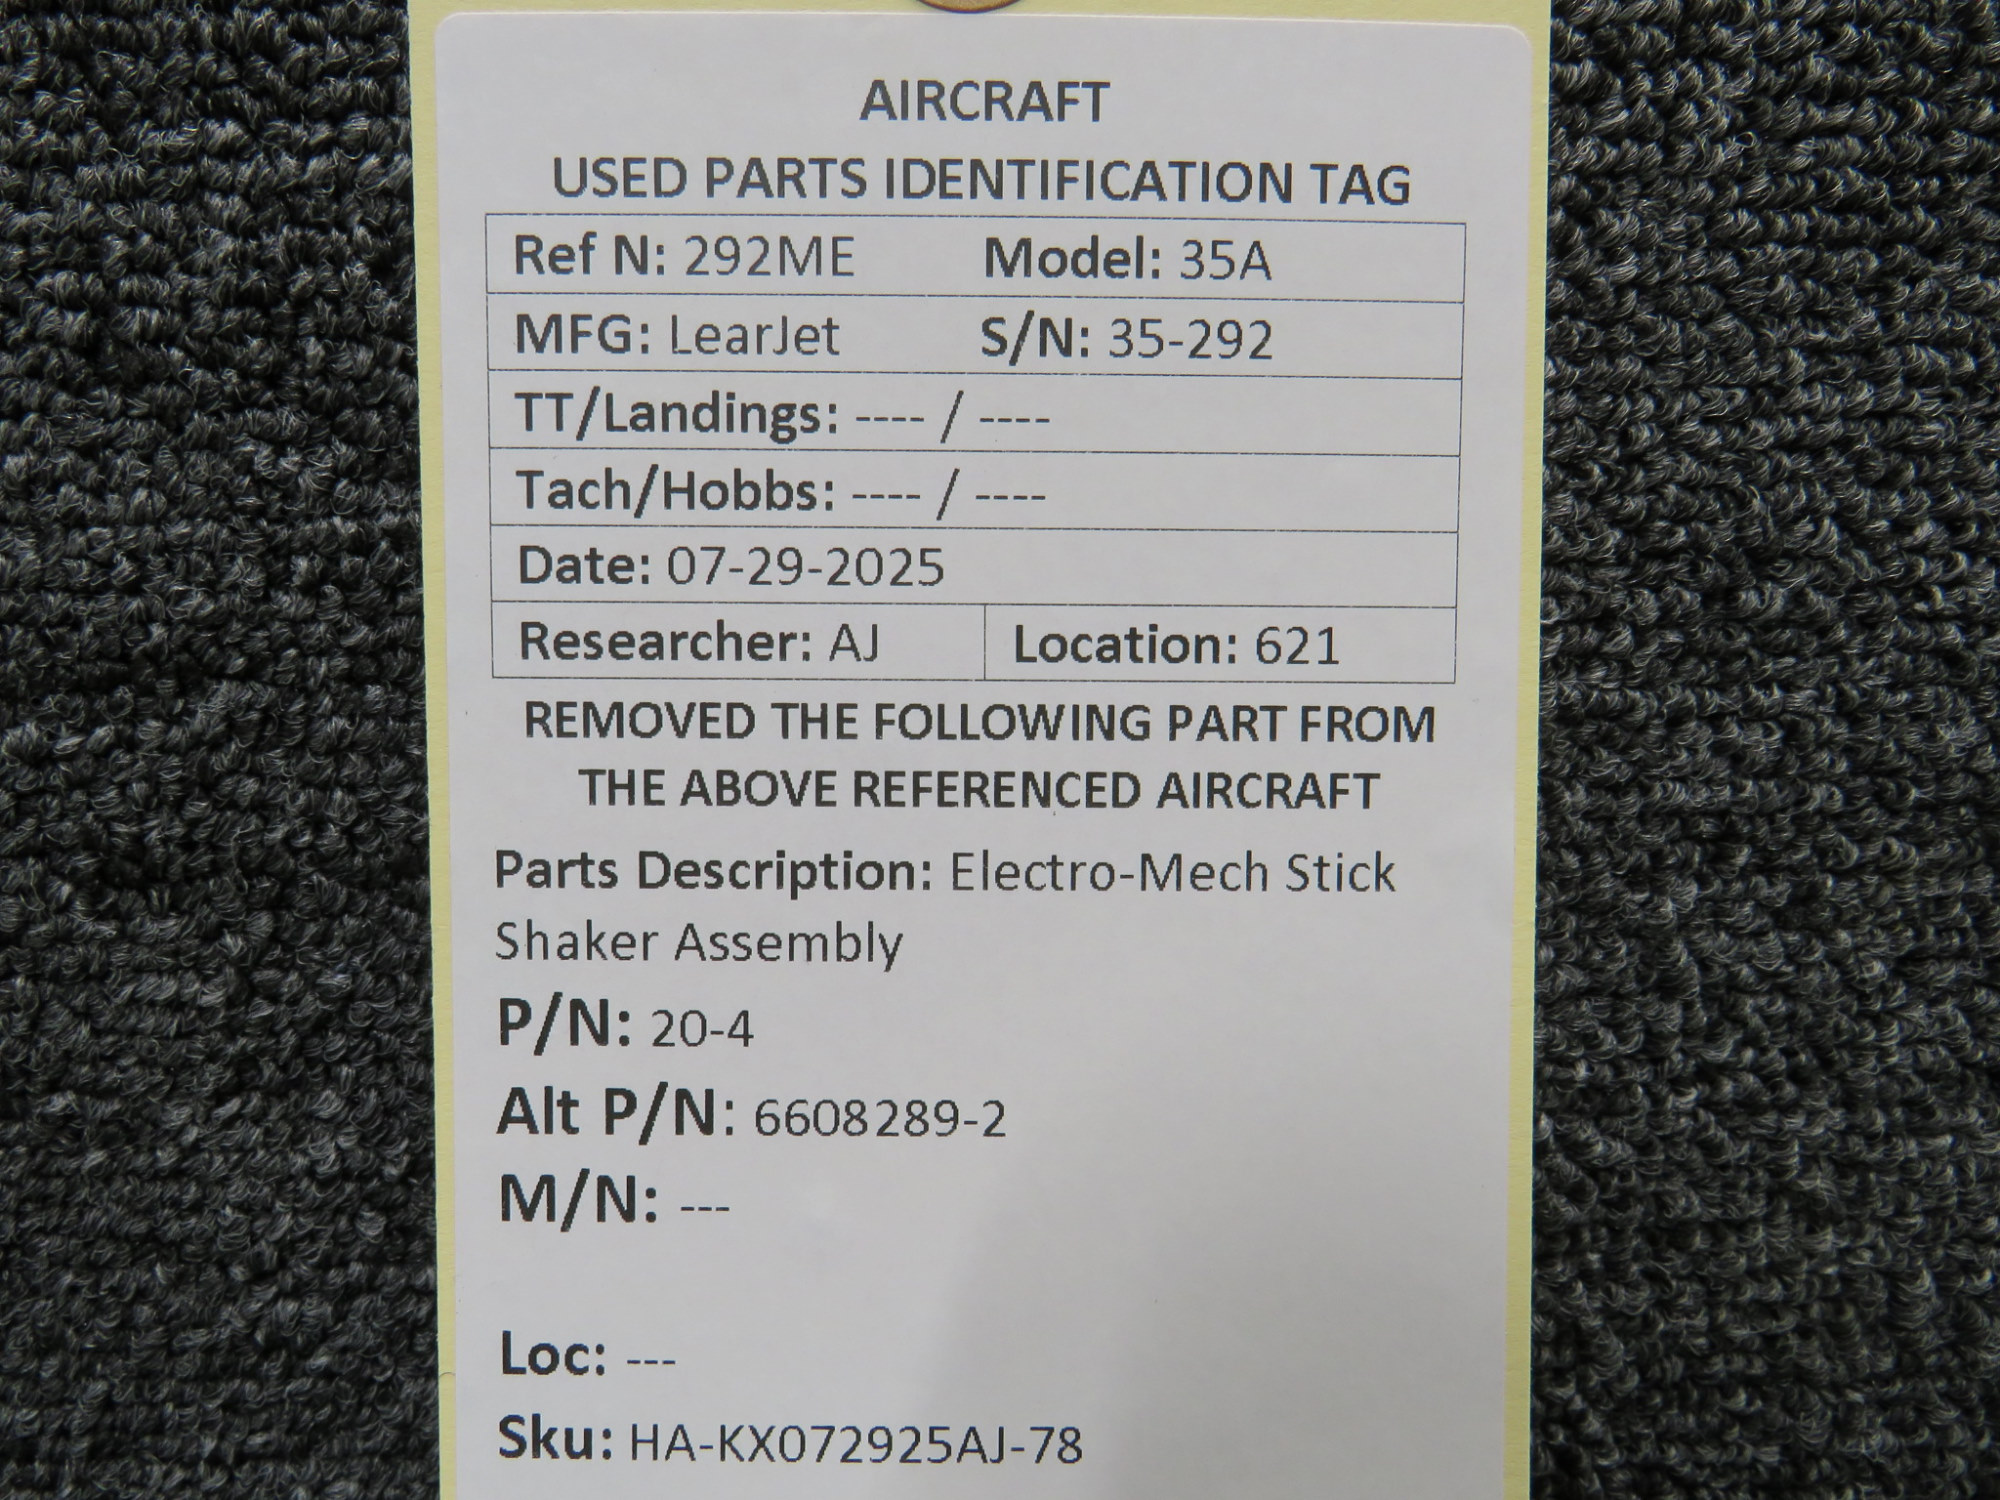 AIRCRAFT
USED PARTS IDENTIFICATION TAG
Ref N: 292ME Model: 35A
MFG: LearJet S/N: 35-292
TT/Landings: ---- / ----
Tach/Hobbs: ---- / ----
Date: 07-29-2025
Researcher: AJ Location: 621
REMOVED THE FOLLOWING PART FROM
THE ABOVE REFERENCED AIRCRAFT
Parts Description: Electro-Mech Stick
Shaker Assembly
P/N: 20-4
Alt P/N: 6608289-2
M/N: ---
Loc: ---
Sku: HA-KX072925AJ-78